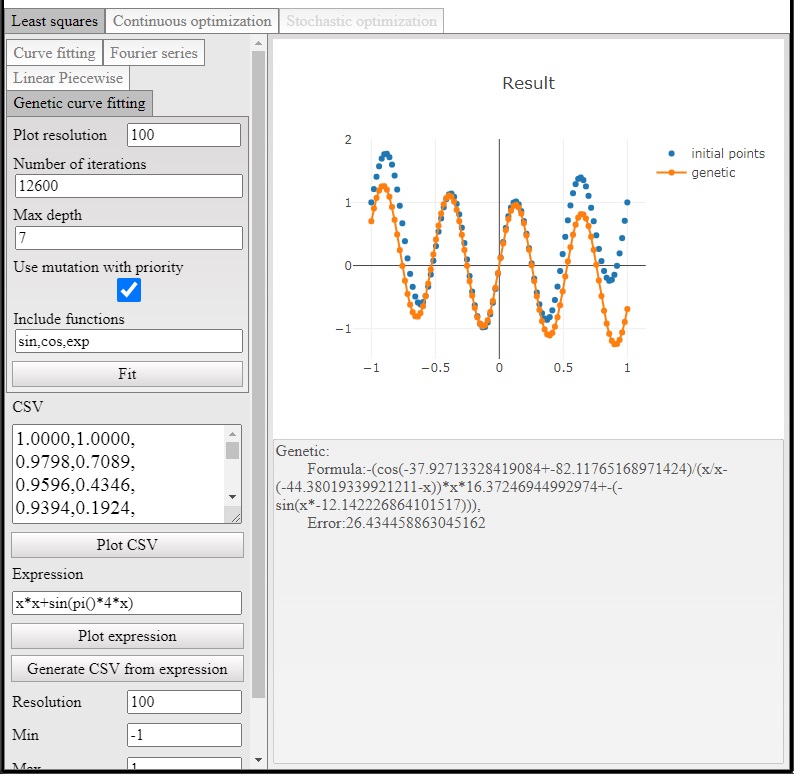 Least squares Continuous optimization Stochastic optimization
Curve fitting Fourier series
Linear Piecewise
Genetic curve fitting
Plot resolution 100
Number of iterations
12600
Max depth
7
Use mutation with priority
Include functions
sin,cos,exp
Fit
CSV
1.0000,1.0000,
0.9798,0.7089,
0.9596,0.4346,
0.9394,0.1924,
Plot CSV
Expression
x*x+sin(pi()*4*x)
Plot expression
Generate CSV from expression
Resolution 100
Min -1
Max 1
Result
2
1
0
−1
−1 −0.5 0 0.5 1
initial points
genetic
Genetic:
Formula:-(cos(-37.92713328419084+-82.11765168971424)/(x/x-
(-44.38019339921211-x))*x*16.37246944992974+-(-
sin(x*-12.142226864101517))),
Error:26.434458863045162